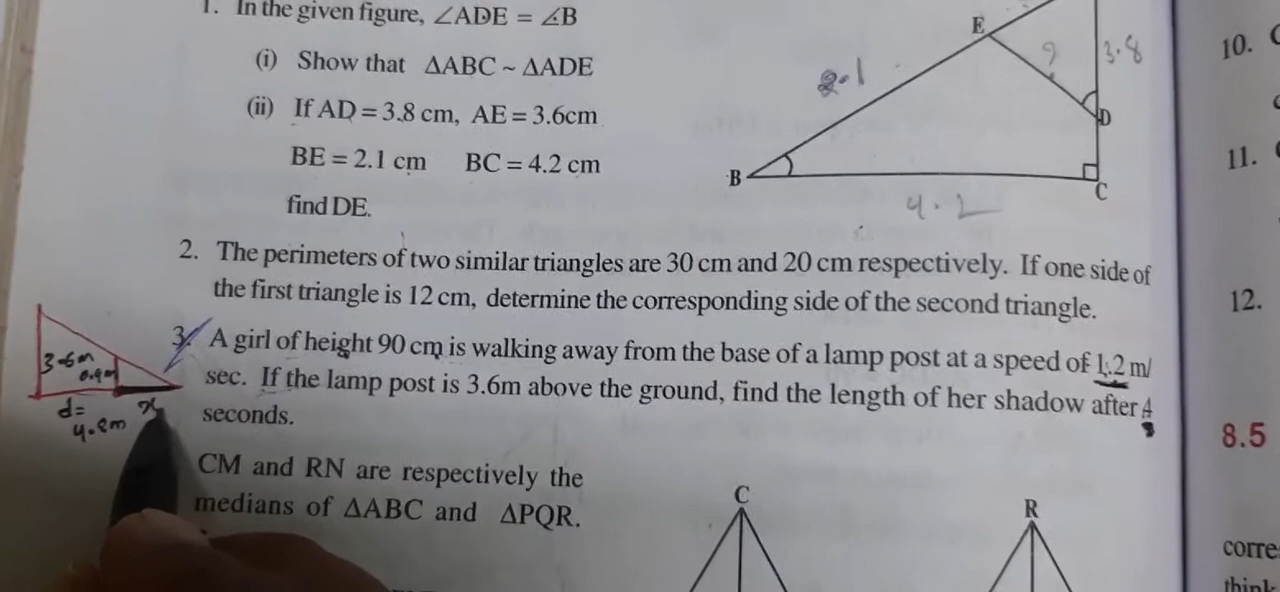 1. In the given figure, ∠ADE = ∠B
(i) Show that ΔABC ~ ΔADE
(ii) If AD = 3.8 cm, AE = 3.6cm
BE = 2.1 cm BC = 4.2 cm
find DE.
E
3.8
?
2.1
D
B
C
4.2
2. The perimeters of two similar triangles are 30 cm and 20 cm respectively. If one side of
the first triangle is 12 cm, determine the corresponding side of the second triangle.
3. A girl of height 90 cm is walking away from the base of a lamp post at a speed of 1.2 m/
sec. If the lamp post is 3.6m above the ground, find the length of her shadow after 4
seconds.
3.6m
0.9m
d=
4.8m
x
CM and RN are respectively the
medians of ΔABC and ΔPQR.
C
R
10.
11.
12.
8.5
corre
think